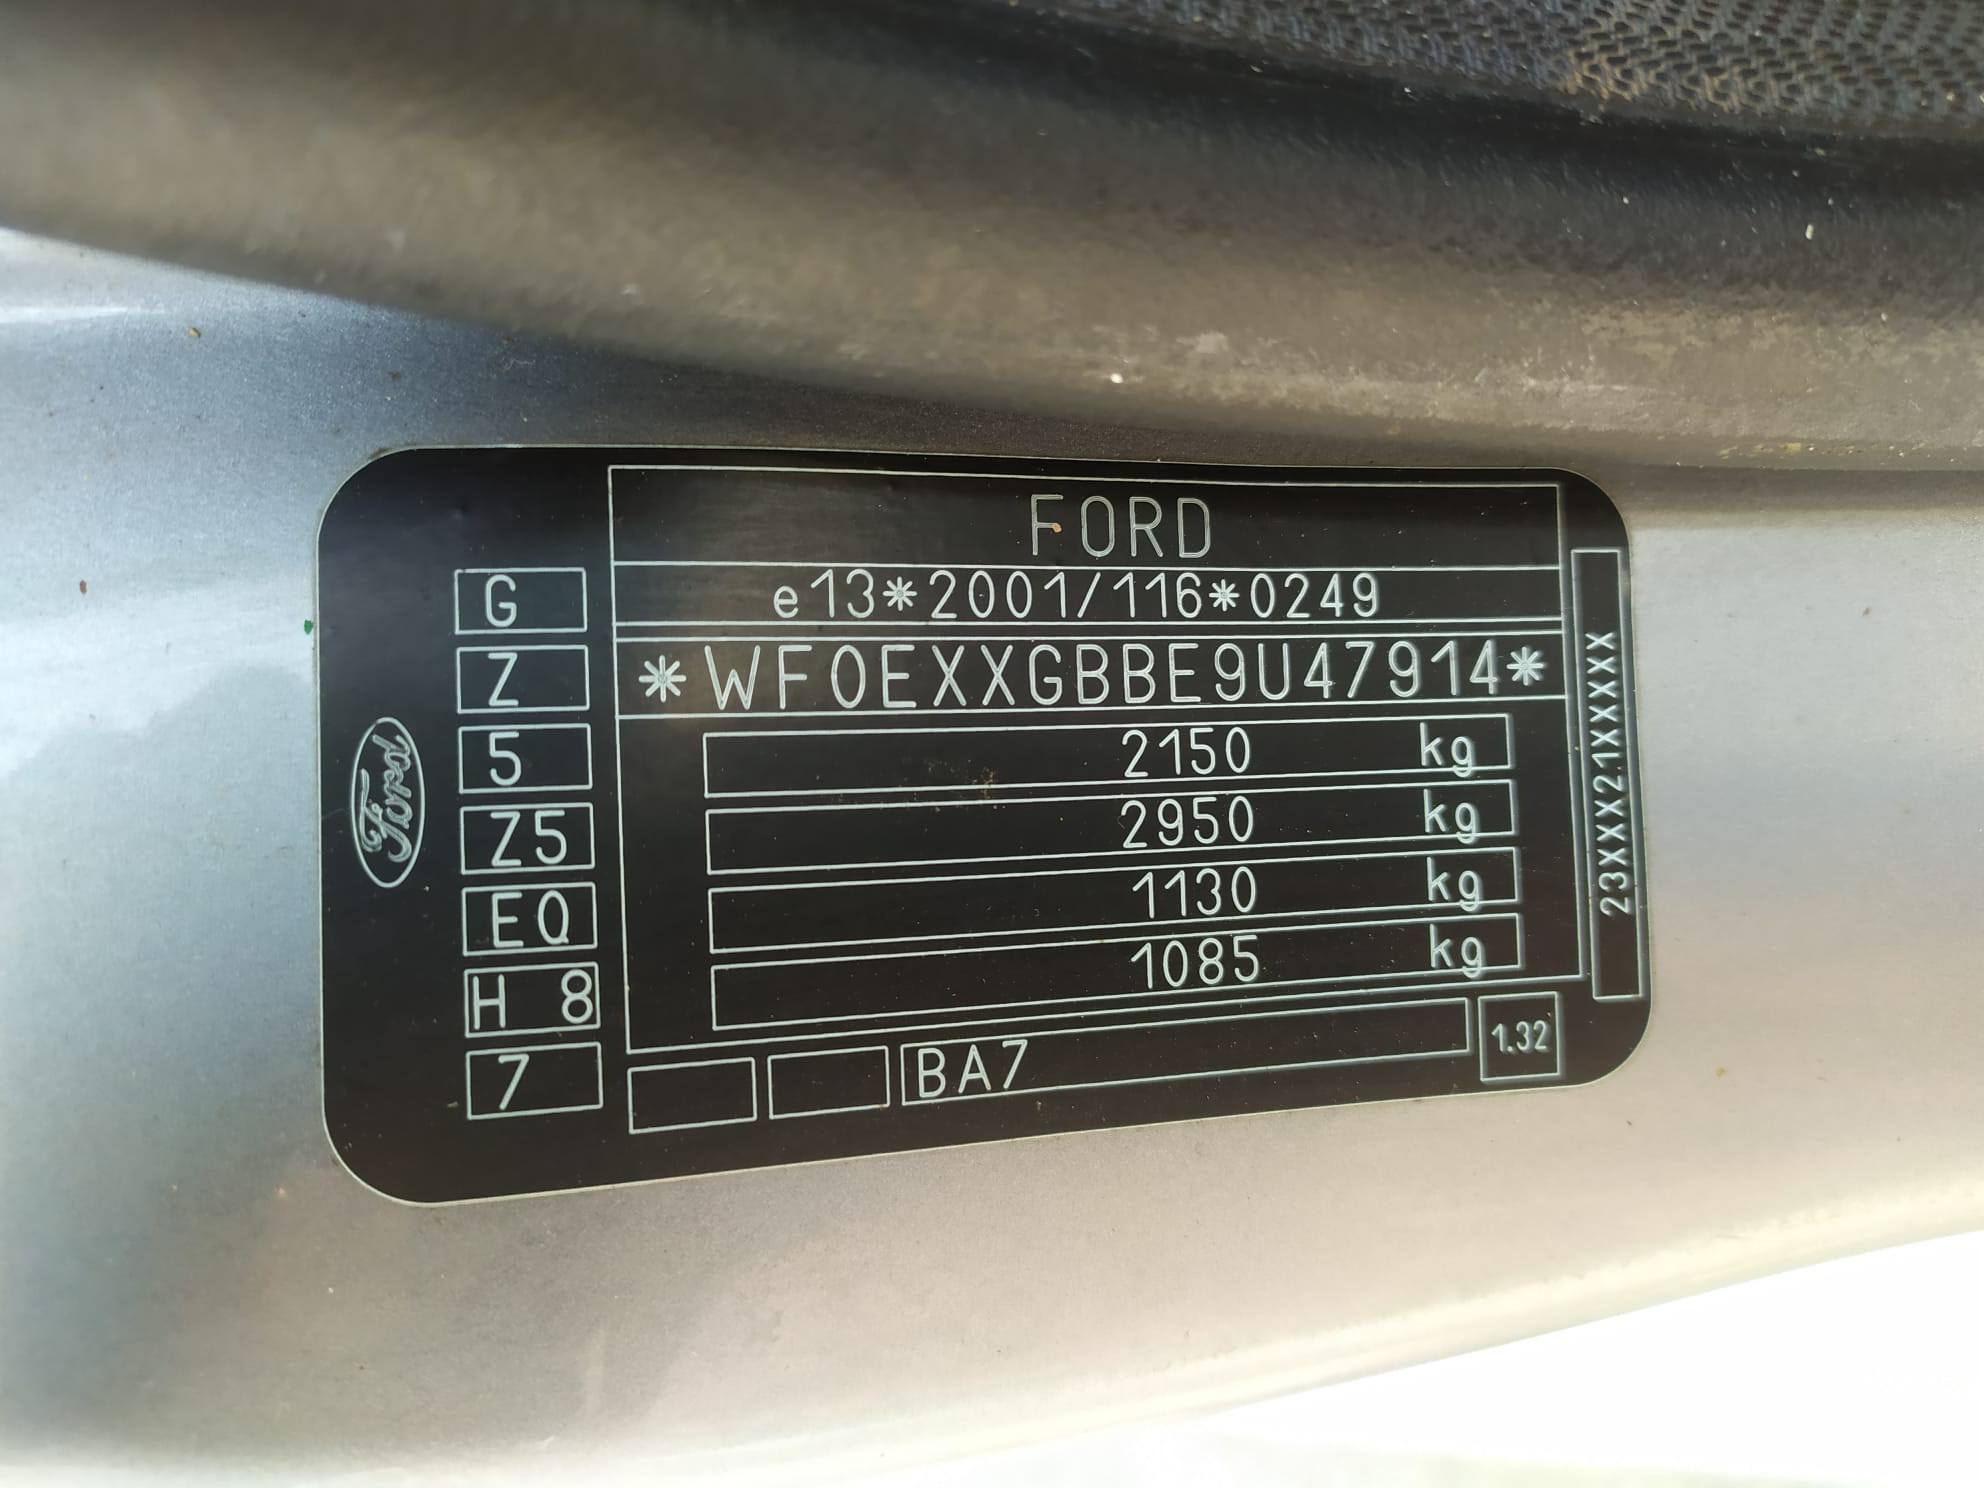 FORD
e13*2001/116*0249
*WF0EXXGBBE9U47914*
2150 kg
2950 kg
1130 kg
1085 kg
BA7
1.32
G
Z
5
Z5
EQ
H 8
7
Ford
23XXX21XXXXX